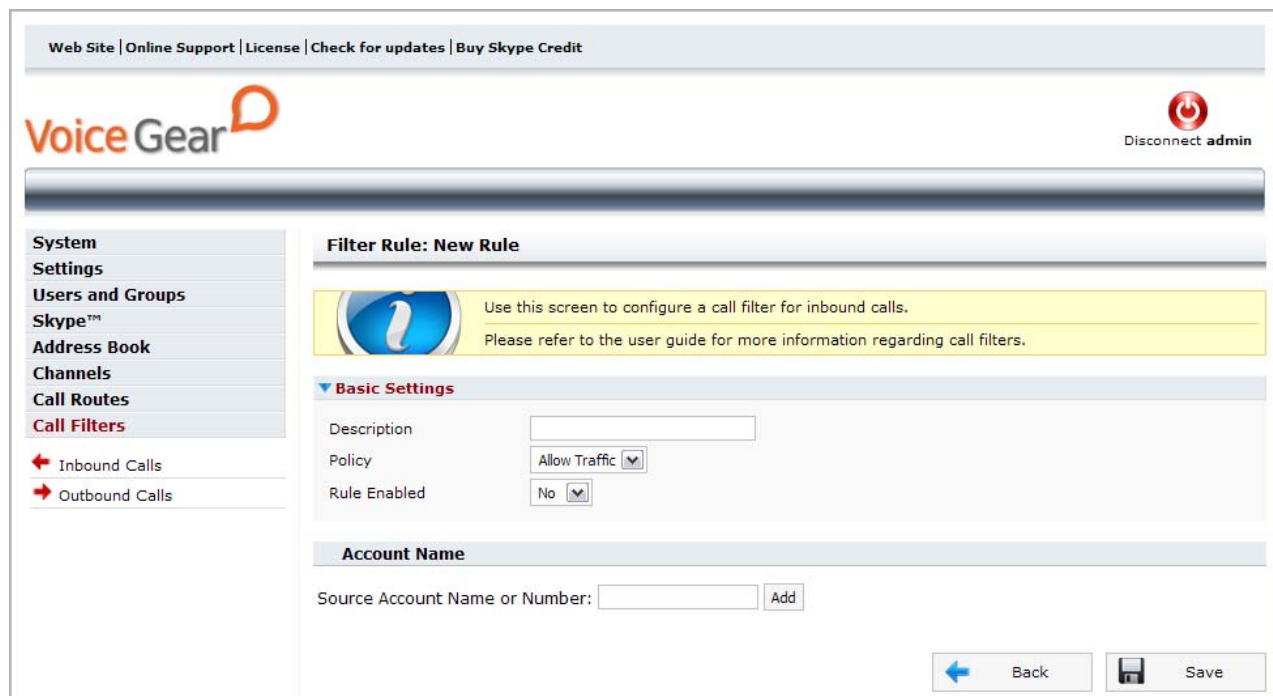 Web Site | Online Support | License | Check for updates | Buy Skype Credit
Voice Gear
Disconnect admin
System
Settings
Users and Groups
Skype™
Address Book
Channels
Call Routes
Call Filters
Inbound Calls
Outbound Calls
Filter Rule: New Rule
i
Use this screen to configure a call filter for inbound calls.
Please refer to the user guide for more information regarding call filters.
Basic Settings
Description
Policy Allow Traffic
Rule Enabled No
Account Name
Source Account Name or Number: Add
Back Save